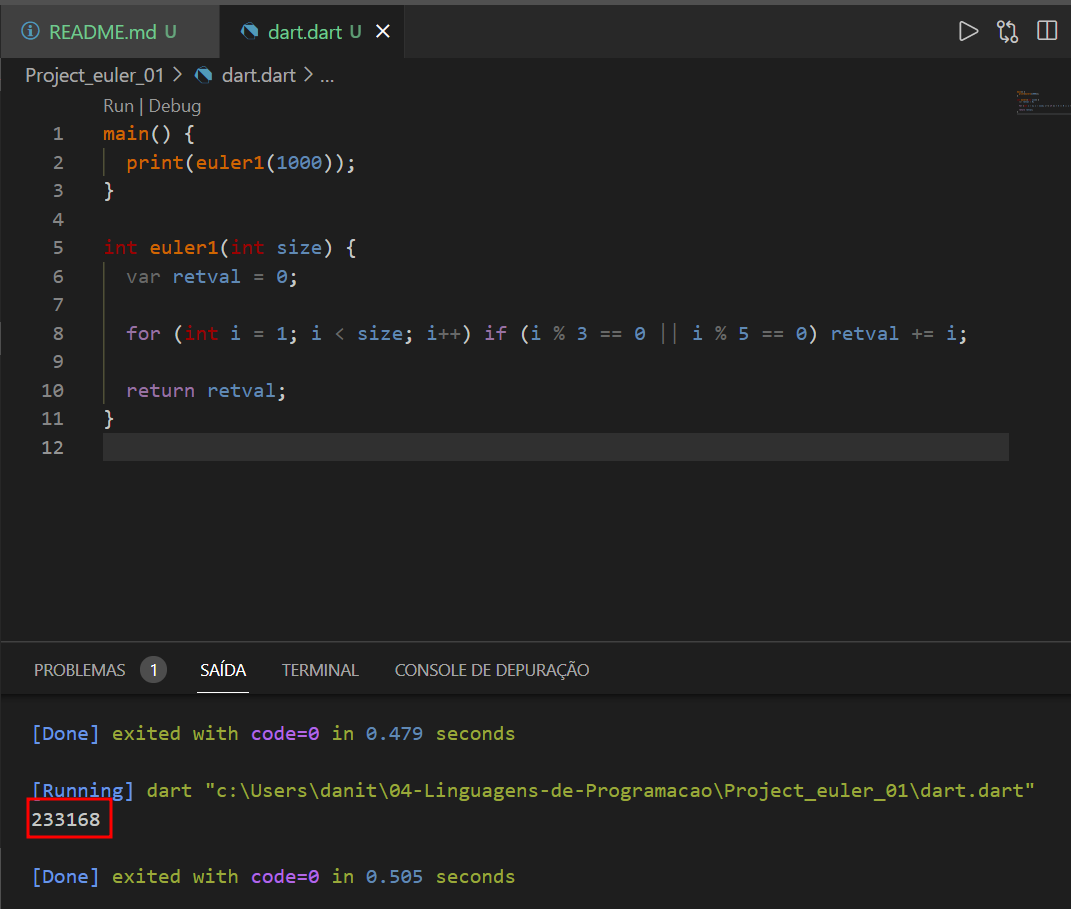 README.md U dart.dart U
Project_euler_01 > dart.dart > ...
Run | Debug
1 main() {
2 print(euler1(1000));
3 }
4
5 int euler1(int size) {
6 var retval = 0;
7
8 for (int i = 1; i < size; i++) if (i % 3 == 0 || i % 5 == 0) retval += i;
9
10 return retval;
11 }
12
PROBLEMAS 1 SAÍDA TERMINAL CONSOLE DE DEPURAÇÃO
[Done] exited with code=0 in 0.479 seconds
[Running] dart "c:\Users\danit\04-Linguagens-de-Programacao\Project_euler_01\dart.dart"
233168
[Done] exited with code=0 in 0.505 seconds